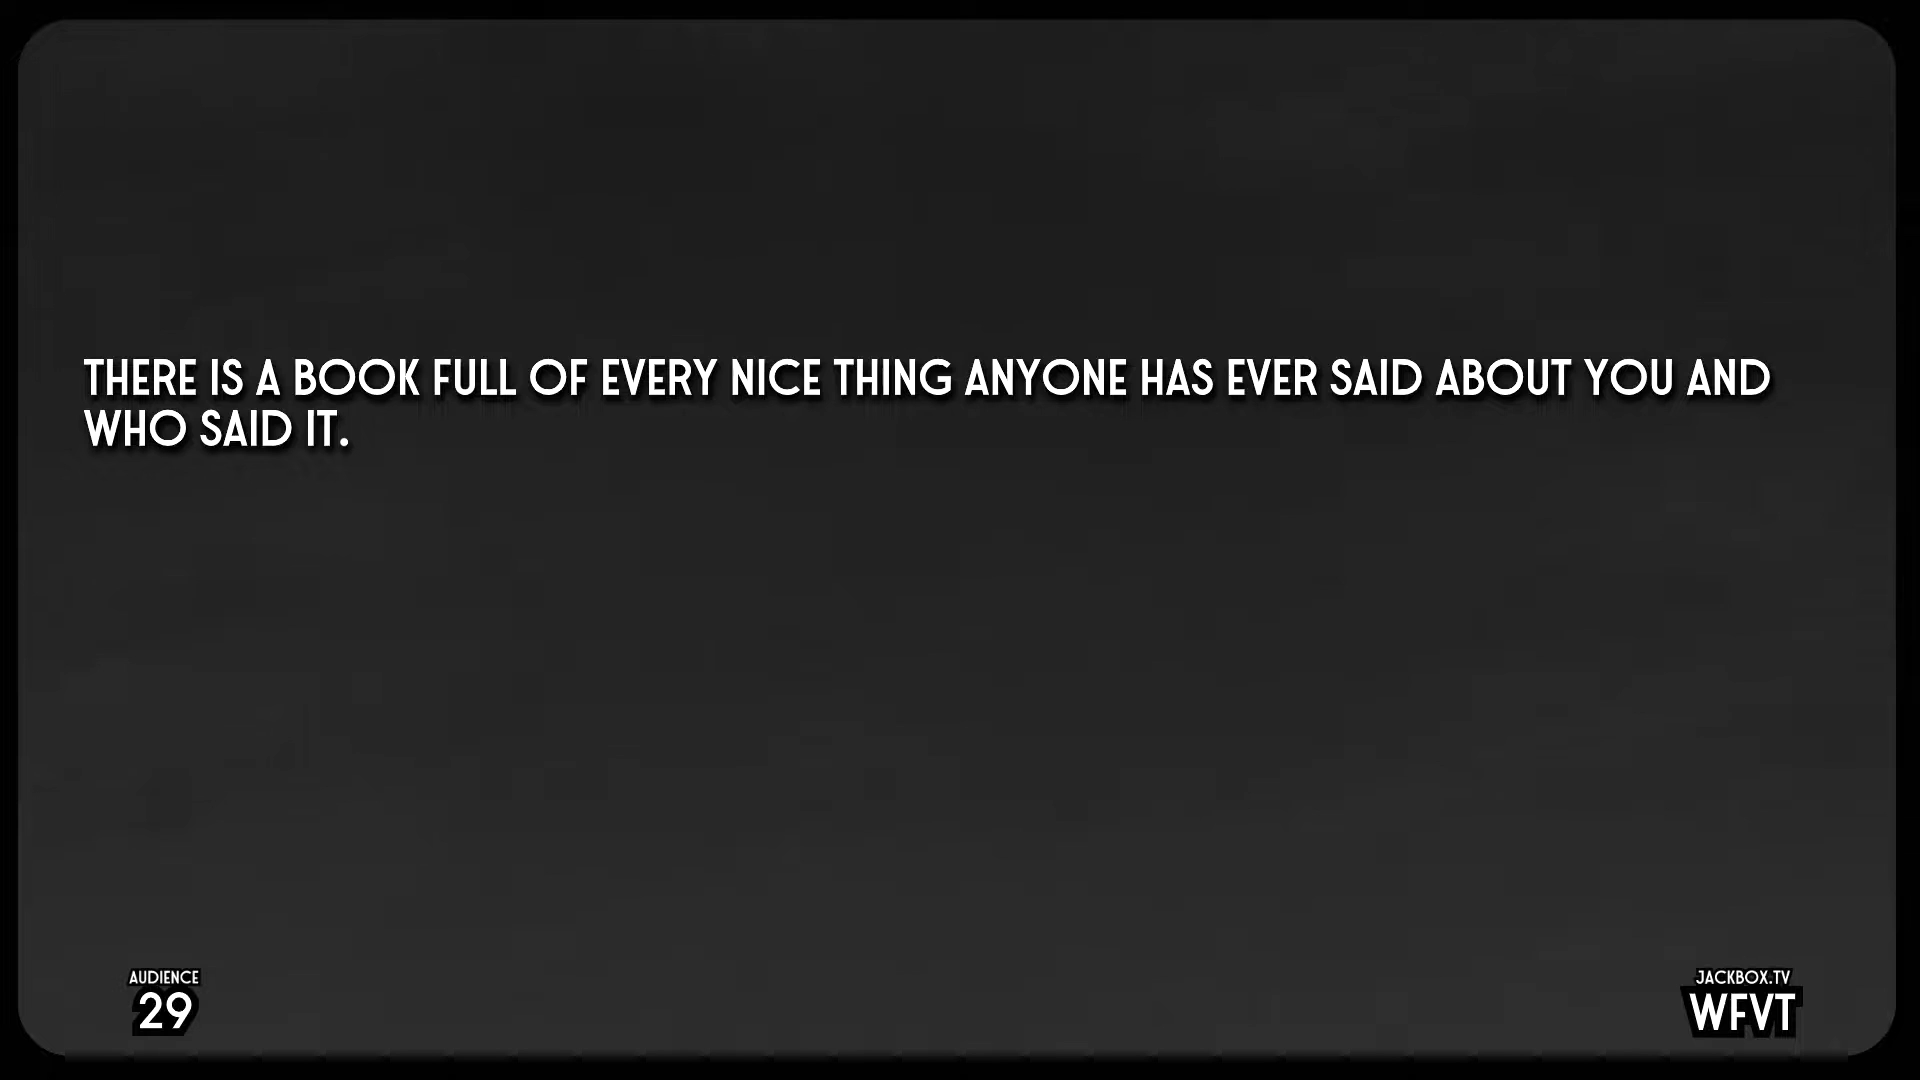 THERE IS A BOOK FULL OF EVERY NICE THING ANYONE HAS EVER SAID ABOUT YOU AND
WHO SAID IT.
AUDIENCE
29
JACKBOX.TV
WFVT